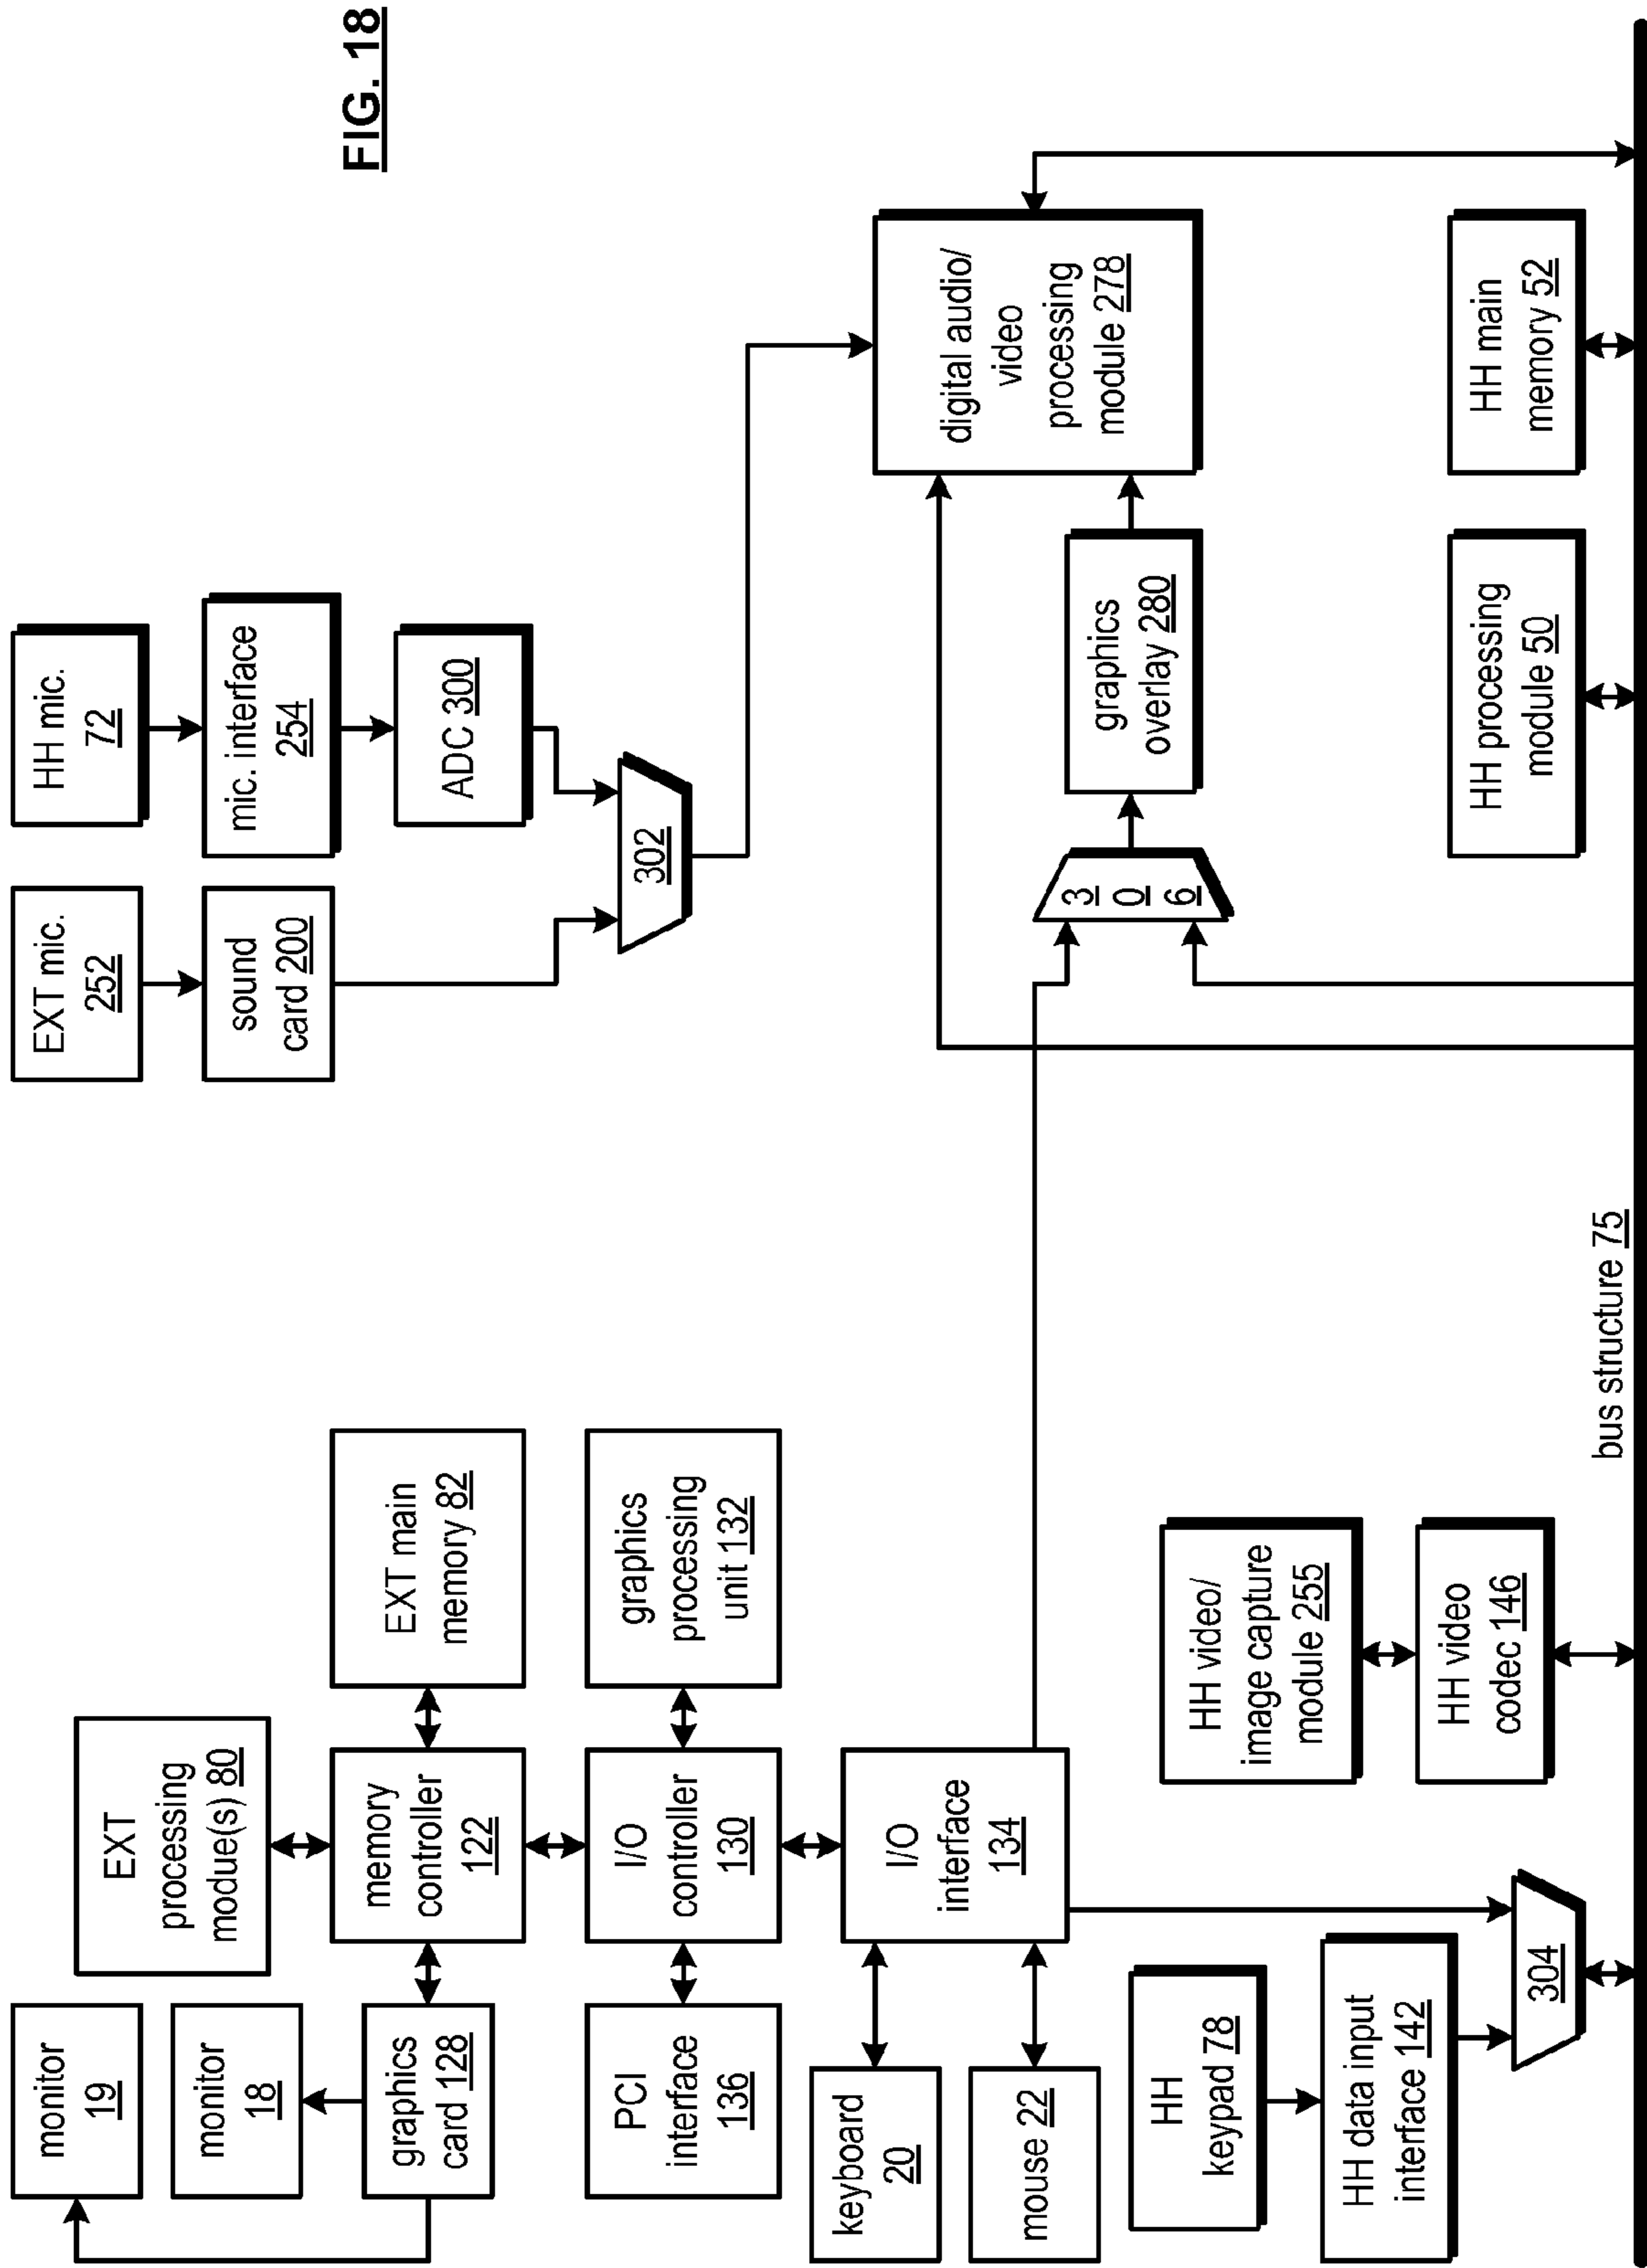 FIG. 18
monitor
19
monitor
18
graphics
card 128
EXT
processing
modue(s) 80
memory
controller
122
EXT main
memory 82
PCI
interface
136
I/O
controller
130
graphics
processing
unit 132
keyboard
20
mouse 22
I/O
interface
134
HH
keypad 78
HH data input
interface 142
304
HH video/
image capture
module 255
HH video
codec 146
bus structure 75
EXT mic.
252
sound
card 200
HH mic.
72
mic. interface
254
ADC 300
302
306
graphics
overlay 280
digital audio/
video
processing
module 278
HH processing
module 50
HH main
memory 52